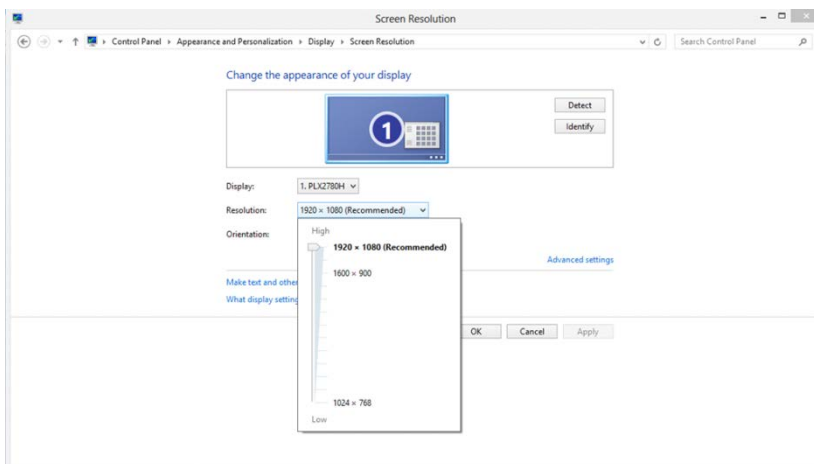 Screen Resolution
Control Panel Appearance and Personalization Display Screen Resolution
Search Control Panel
Change the appearance of your display
1
Detect
Identify
Display: 1. PLX2780H
Resolution: 1920 × 1080 (Recommended)
Orientation:
High
1920 × 1080 (Recommended)
1600 × 900
1024 × 768
Low
Advanced settings
Make text and other
What display setting
OK Cancel Apply